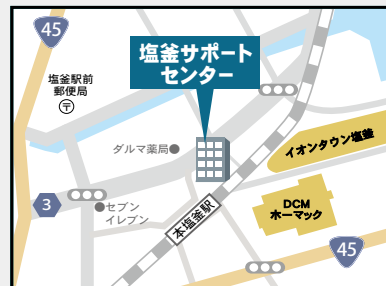 45
塩釜サポート
センター
塩釜駅前
郵便局
〒
ダルマ薬局
イオンタウン塩釜
3
セブン
イレブン
本塩釜駅
DCM
ホーマック
45